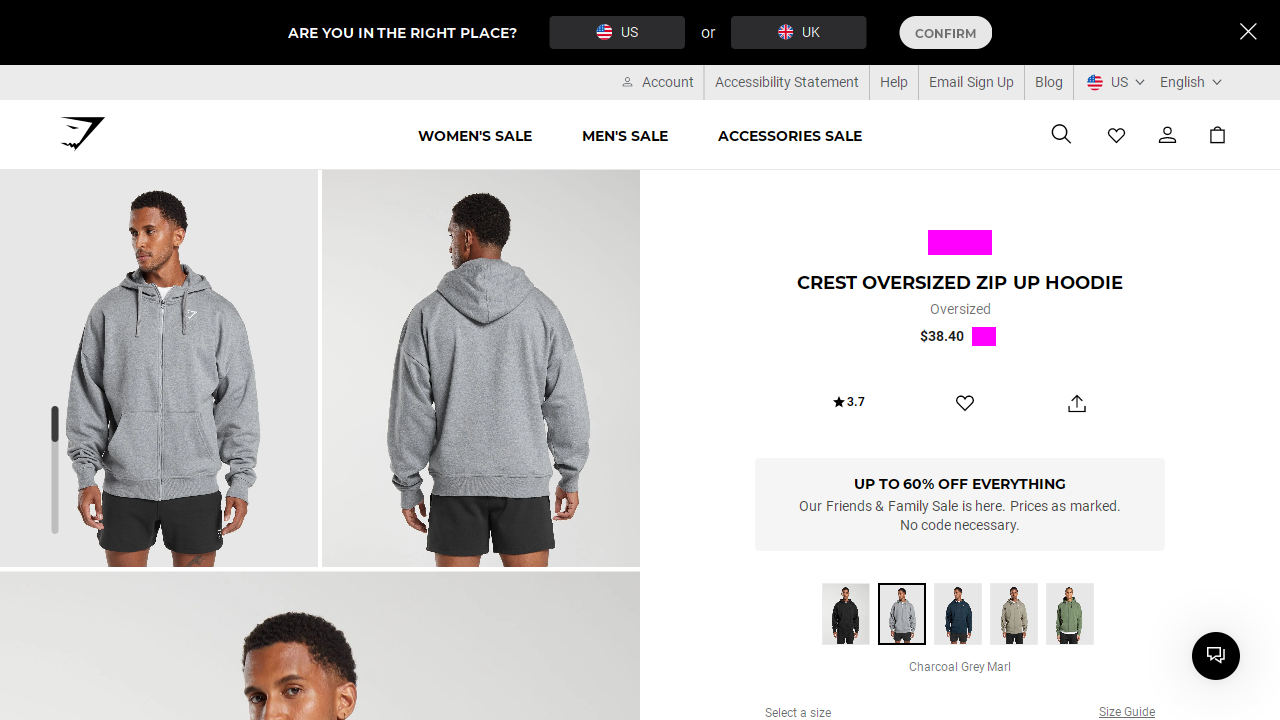 ARE YOU IN THE RIGHT PLACE?
US
or
UK
CONFIRM
Account
Accessibility Statement
Help
Email Sign Up
Blog
US
English
WOMEN'S SALE
MEN'S SALE
ACCESSORIES SALE
CREST OVERSIZED ZIP UP HOODIE
Oversized
$38.40
3.7
UP TO 60% OFF EVERYTHING
Our Friends & Family Sale is here. Prices as marked.
No code necessary.
Charcoal Grey Marl
Select a size
Size Guide